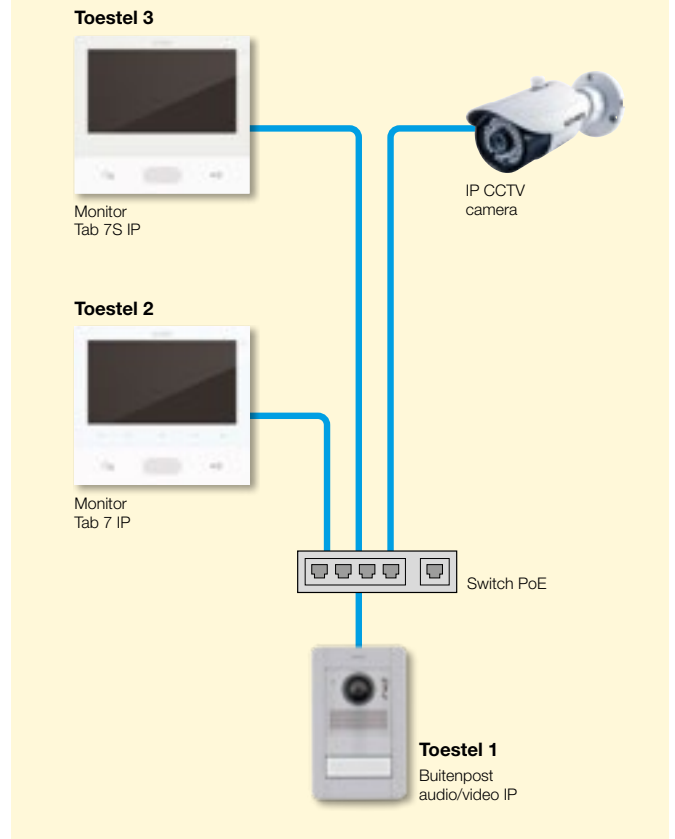 Toestel 3
Monitor
Tab 7S IP
IP CCTV
camera
Toestel 2
Monitor
Tab 7 IP
Switch PoE
Toestel 1
Buitenpost
audio/video IP